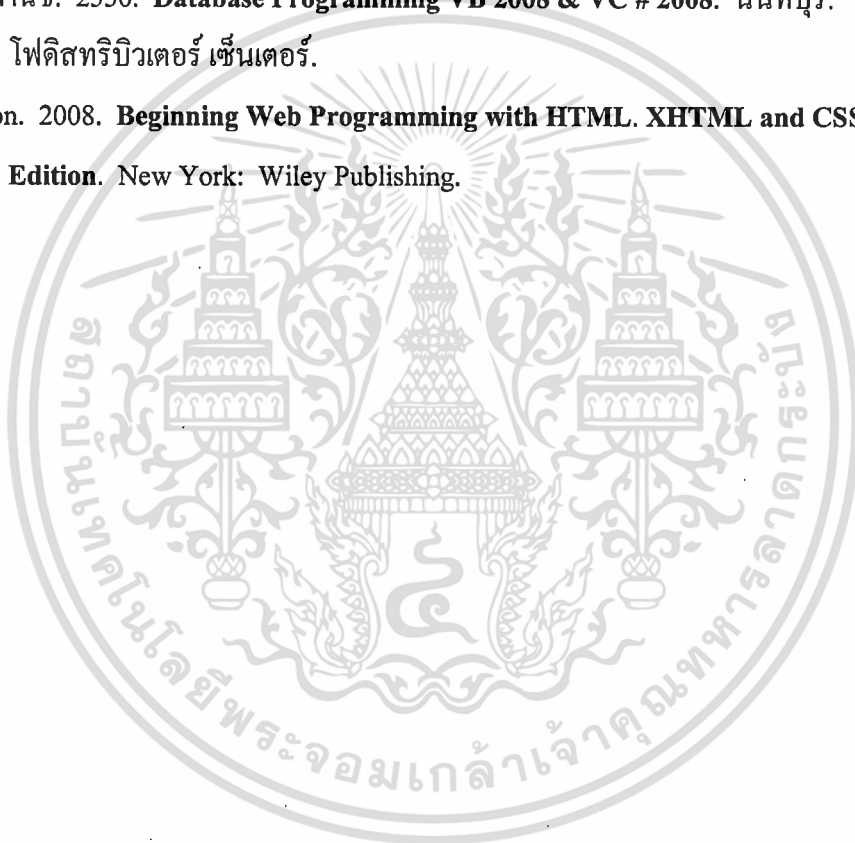 2550. Database Programming VB 2008 & VC # 2008. นนทบุรี:
โฟดิสทริบิวเตอร์ เซ็นเตอร์.
on. 2008. Beginning Web Programming with HTML. XHTML and CSS
Edition. New York: Wiley Publishing.
สถาบันเทคโนโลยีพระจอมเกล้าเจ้าคุณทหารลาดกระบัง